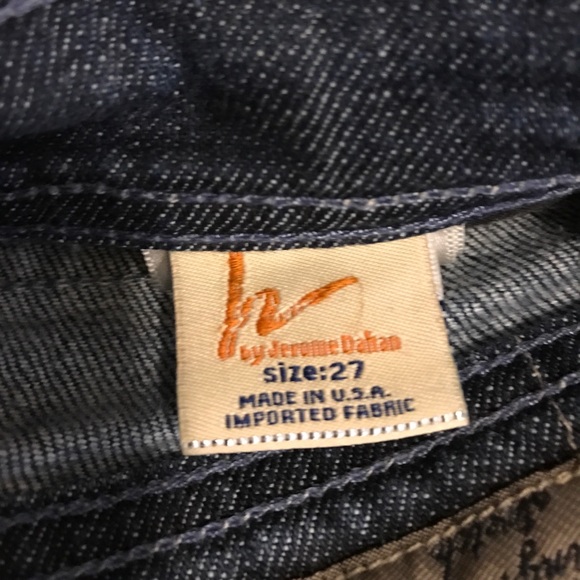 by Jerome Dahan
size:27
MADE IN U.S.A.
IMPORTED FABRIC